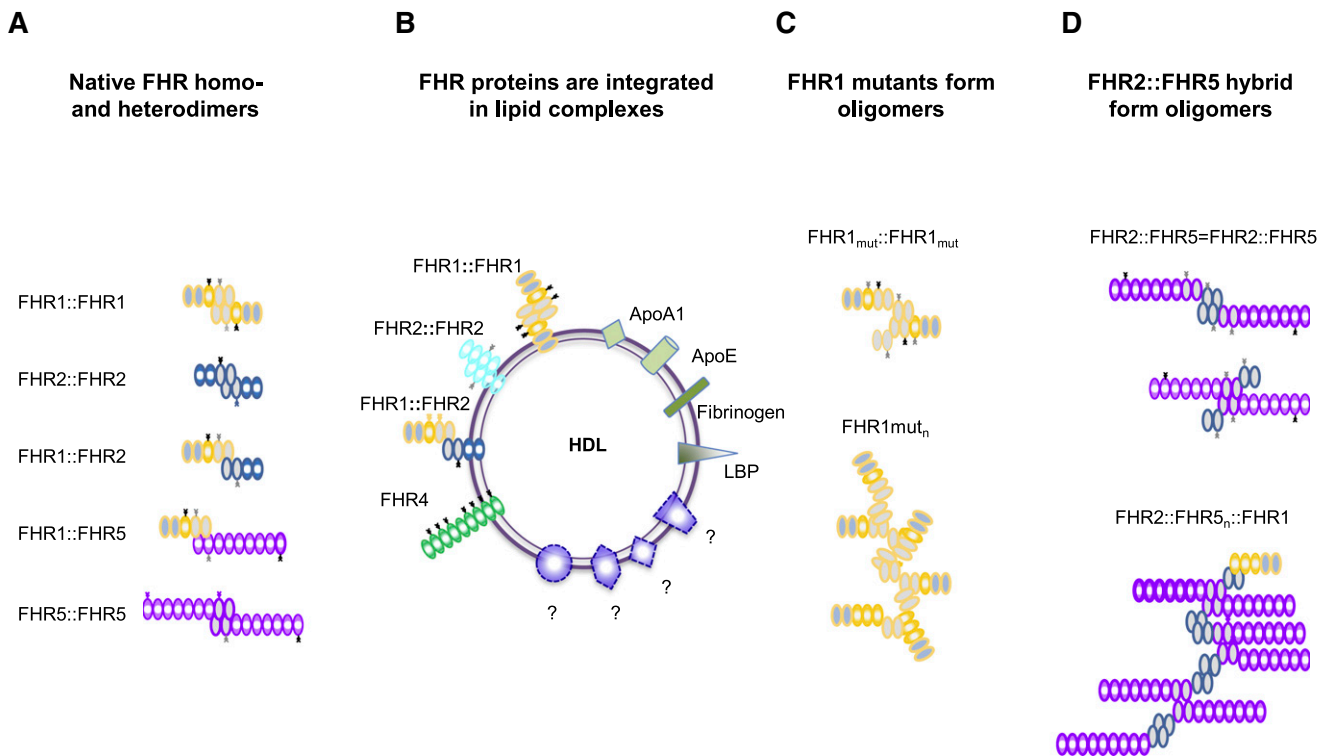 A
Native FHR homo-
and heterodimers
FHR1::FHR1
FHR2::FHR2
FHR1::FHR2
FHR1::FHR5
FHR5::FHR5
B
FHR proteins are integrated
in lipid complexes
FHR1::FHR1
FHR2::FHR2
FHR1::FHR2
FHR4
HDL
ApoA1
ApoE
Fibrinogen
LBP
?
?
?
?
C
FHR1 mutants form
oligomers
FHR1mut::FHR1mut
FHR1mutn
D
FHR2::FHR5 hybrid
form oligomers
FHR2::FHR5=FHR2::FHR5
FHR2::FHR5n::FHR1